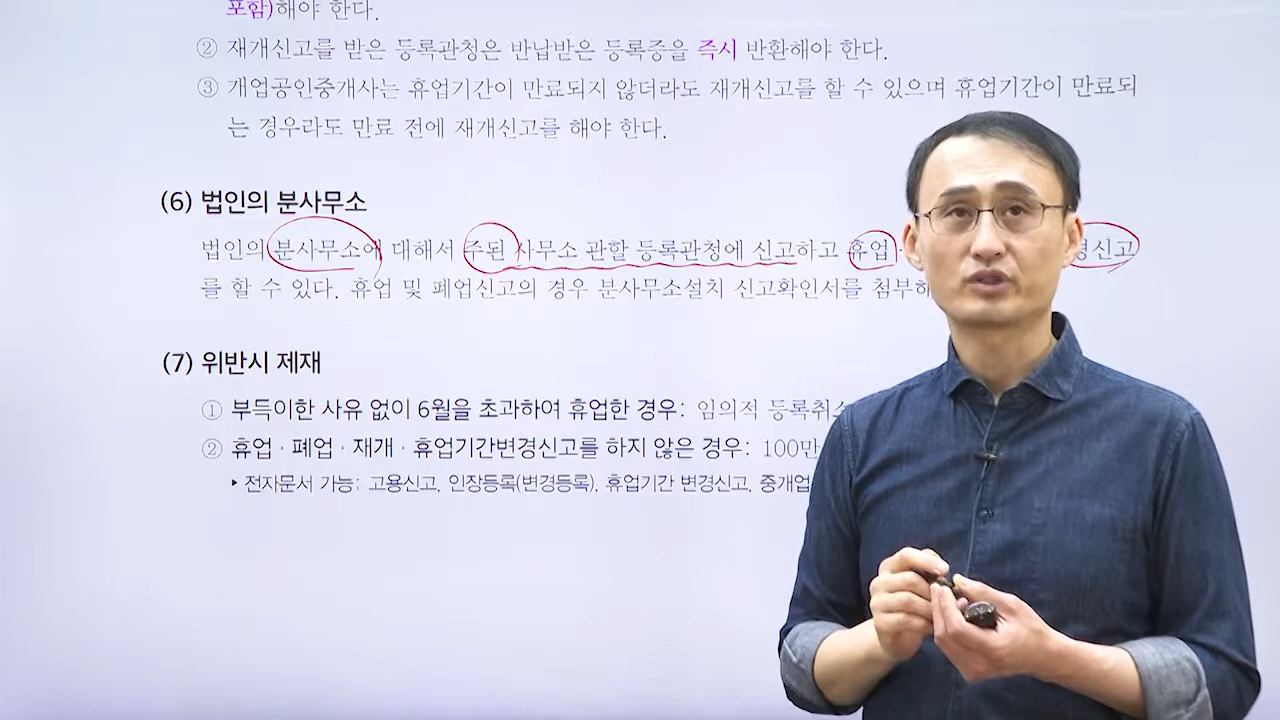 포함)해야 한다.
② 재개신고를 받은 등록관청은 반납받은 등록증을 즉시 반환해야 한다.
③ 개업공인중개사는 휴업기간이 만료되지 않더라도 재개신고를 할 수 있으며 휴업기간이 만료되
는 경우라도 만료 전에 재개신고를 해야 한다.
(6) 법인의 분사무소
법인의 분사무소에 대해서 주된 사무소 관할 등록관청에 신고하고 휴업 경신고
를 할 수 있다. 휴업 및 폐업신고의 경우 분사무소설치 신고확인서를 첨부해
(7) 위반시 제재
① 부득이한 사유 없이 6월을 초과하여 휴업한 경우: 임의적 등록취소
② 휴업·폐업·재개·휴업기간변경신고를 하지 않은 경우: 100만
▸ 전자문서 가능: 고용신고, 인장등록(변경등록), 휴업기간 변경신고, 중개업